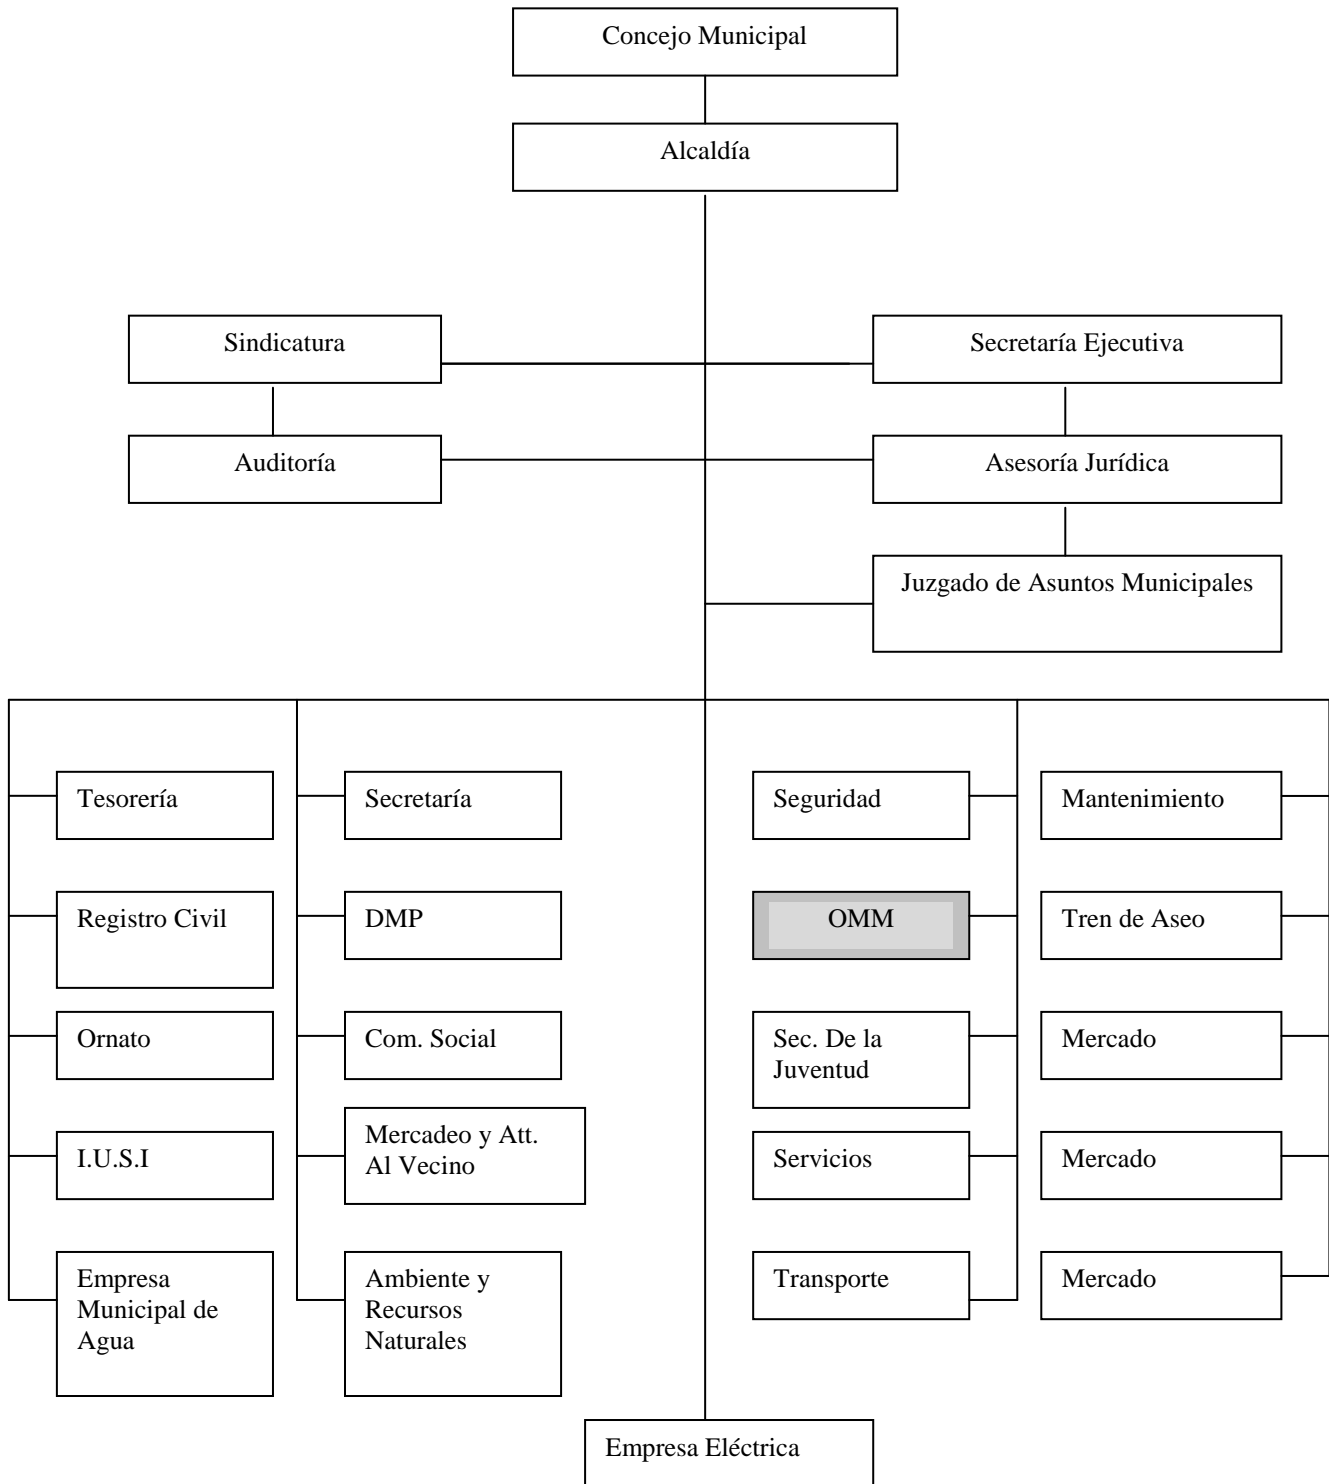 Concejo Municipal
Alcaldía
Sindicatura
Secretaría Ejecutiva
Auditoría
Asesoría Jurídica
Juzgado de Asuntos Municipales
Tesorería
Secretaría
Seguridad
Mantenimiento
Registro Civil
DMP
OMM
Tren de Aseo
Ornato
Com. Social
Sec. De la
Juventud
Mercado
I.U.S.I
Mercadeo y Att.
Al Vecino
Servicios
Mercado
Empresa
Municipal de
Agua
Ambiente y
Recursos
Naturales
Transporte
Mercado
Empresa Eléctrica